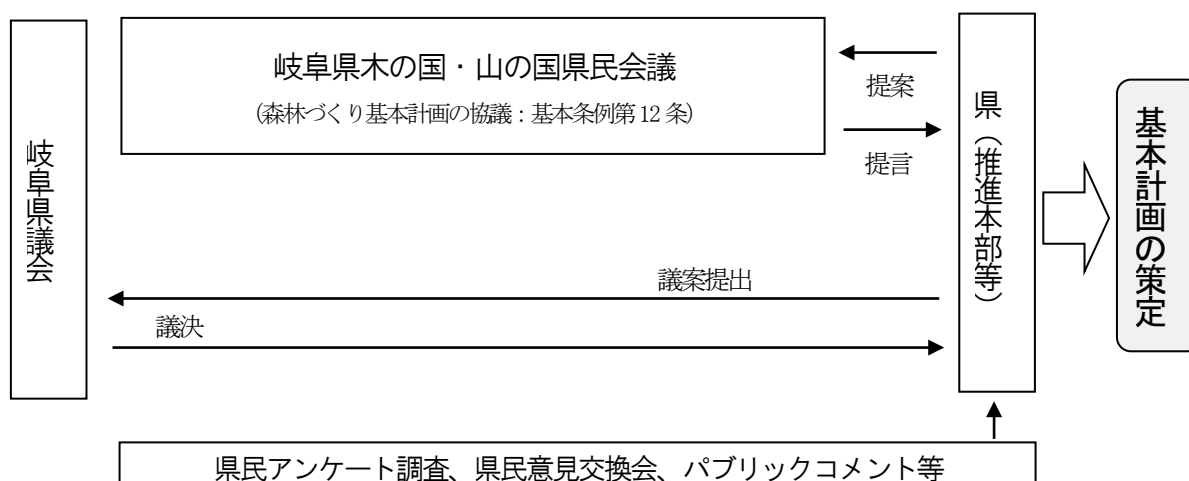 岐阜県木の国・山の国県民会議
(森林づくり基本計画の協議:基本条例第12条)
提案
提言
岐阜県議会
県(推進本部等)
基本計画の策定
議案提出
議決
県民アンケート調査、県民意見交換会、パブリックコメント等